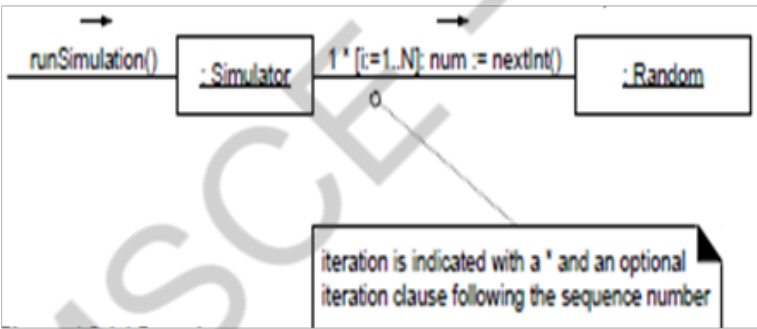 runSimulation()
: Simulator
1 * [i:=1..N]: num := nextInt()
: Random
iteration is indicated with a * and an optional
iteration clause following the sequence number